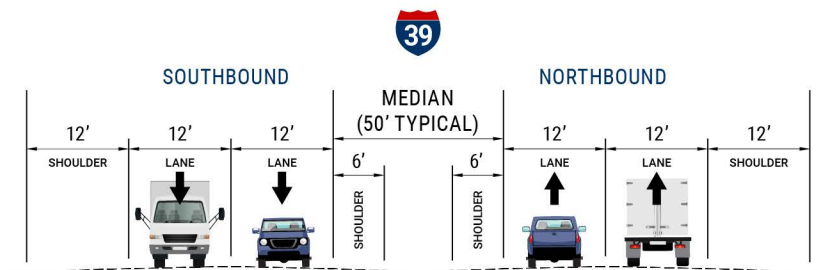 39
SOUTHBOUND
NORTHBOUND
MEDIAN
(50’ TYPICAL)
12’
12’
12’
12’
12’
12’
SHOULDER
LANE
LANE
6’
6’
LANE
LANE
SHOULDER
SHOULDER
SHOULDER